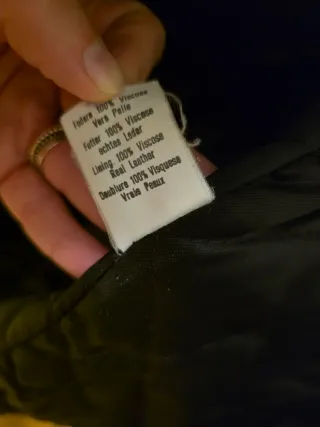 Fodera 100% Viscose
Vera Pelle
Futter 100% Viscose
echtes Leder
Lining 100% Viscose
Real Leather
Doublure 100% Visquese
Vraie Peaux